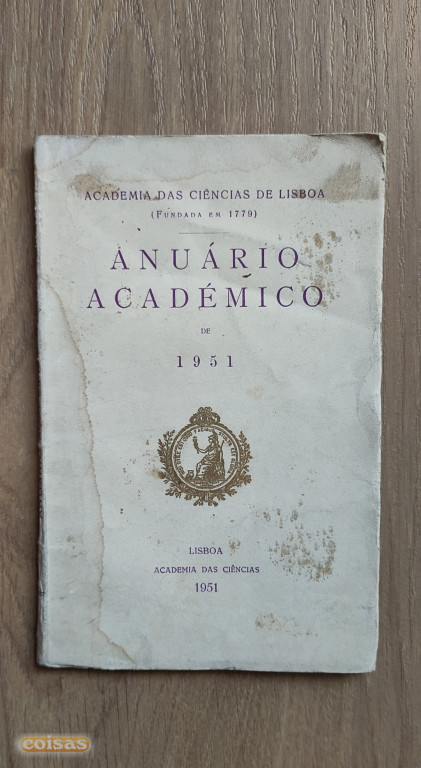 ACADEMIA DAS CIÊNCIAS DE LISBOA
(FUNDADA EM 1779)
ANUÁRIO
ACADÉMICO
DE
1951
LISBOA
ACADEMIA DAS CIÊNCIAS
1951
coisas